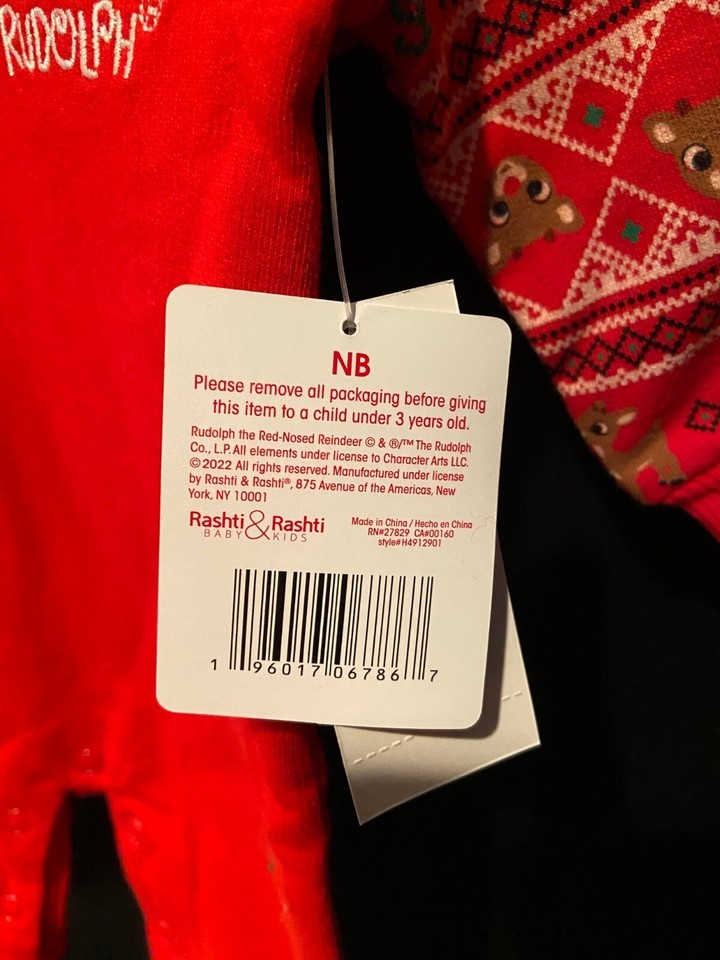 RUDOLPH
NB
Please remove all packaging before giving
this item to a child under 3 years old.
Rudolph the Red-Nosed Reindeer © & ®/™ The Rudolph
Co., L.P. All elements under license to Character Arts LLC.
©2022 All rights reserved. Manufactured under license
by Rashti & Rashti®, 875 Avenue of the Americas, New
York, NY 10001
Rashti & Rashti
BABY KIDS
Made in China / Hecho en China
RN#27829 CA#00160
style#H4912901
1 96017 06786 7